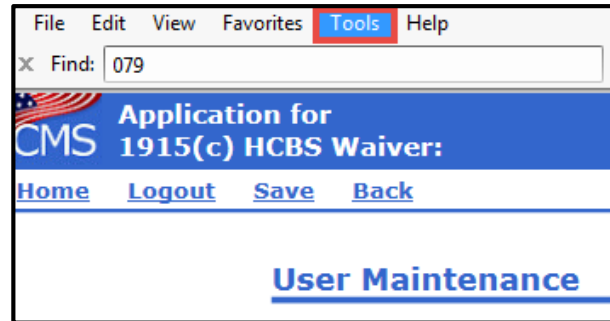 File Edit View Favorites Tools Help
x Find: 079
CMS
Application for
1915(c) HCBS Waiver:
Home Logout Save Back
User Maintenance